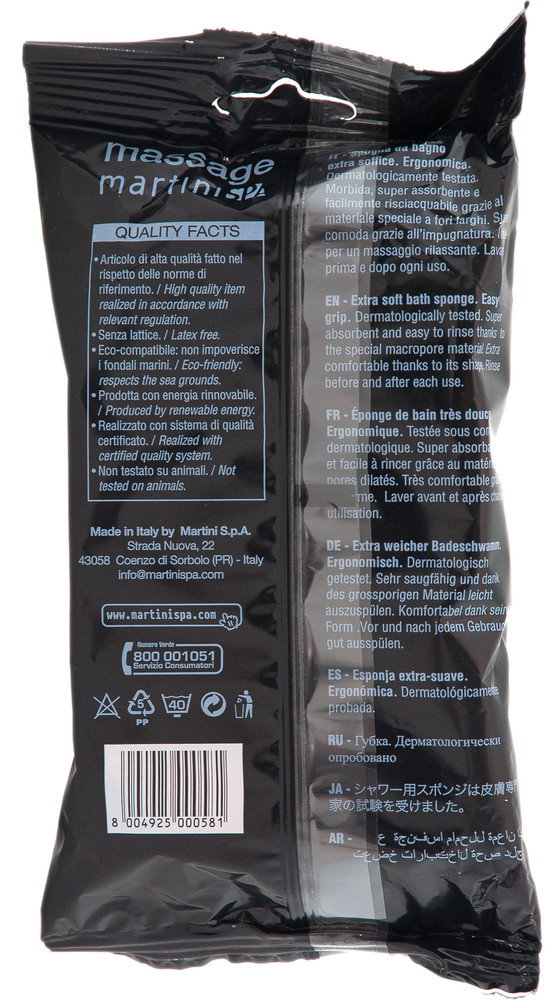 massage
martini
QUALITY FACTS
• Articolo di alta qualità fatto nel
rispetto delle norme di
riferimento. / High quality item
realized in accordance with
relevant regulation.
• Senza lattice. / Latex free.
• Eco-compatibile: non impoverisce
i fondali marini. / Eco-friendly:
respects the sea grounds.
• Prodotta con energia rinnovabile.
/ Produced by renewable energy.
• Realizzato con sistema di qualità
certificato. / Realized with
certified quality system.
• Non testato su animali. / Not
tested on animals.
Made in Italy by Martini S.p.A.
Strada Nuova, 22
43058 Coenzo di Sorbolo (PR) - Italy
info@martinispa.com
www.martinispa.com
Numero Verde
800 001051
Servizio Consumatori
5
PP
40
8 004925 000581
IT - Spugna da bagno
extra soffice. Ergonomica.
Dermatologicamente testata.
Morbida, super assorbente e
facilmente risciacquabile grazie al
materiale speciale a fori larghi.
comoda grazie all'impugnatura.
per un massaggio rilassante.
prima e dopo ogni uso.
EN - Extra soft bath sponge. Easy
grip. Dermatologically tested. Super
absorbent and easy to rinse thanks to
the special macropore material. Extra
comfortable thanks to its shape. Rinse
before and after each use.
FR - Éponge de bain très douce
Ergonomique. Testée sous
dermatologique. Super
et facile à rincer grâce au
pores dilatés. Très comfortable
Laver avant et après
utilisation.
DE - Extra weicher Badeschwamm.
Ergonomisch. Dermatologisch
getestet. Sehr saugfähig und dank
des grossporigen Material leicht
auszuspülen. Komfortabel dank
Form .Vor und nach jedem
gut ausspülen.
ES - Esponja extra-suave.
Ergonómica. Dermatológicamente
probada.
RU - Губка. Дерматологически
опробовано
JA - シャワー用スポンジは皮膚専
家の試験を受けました。
AR -